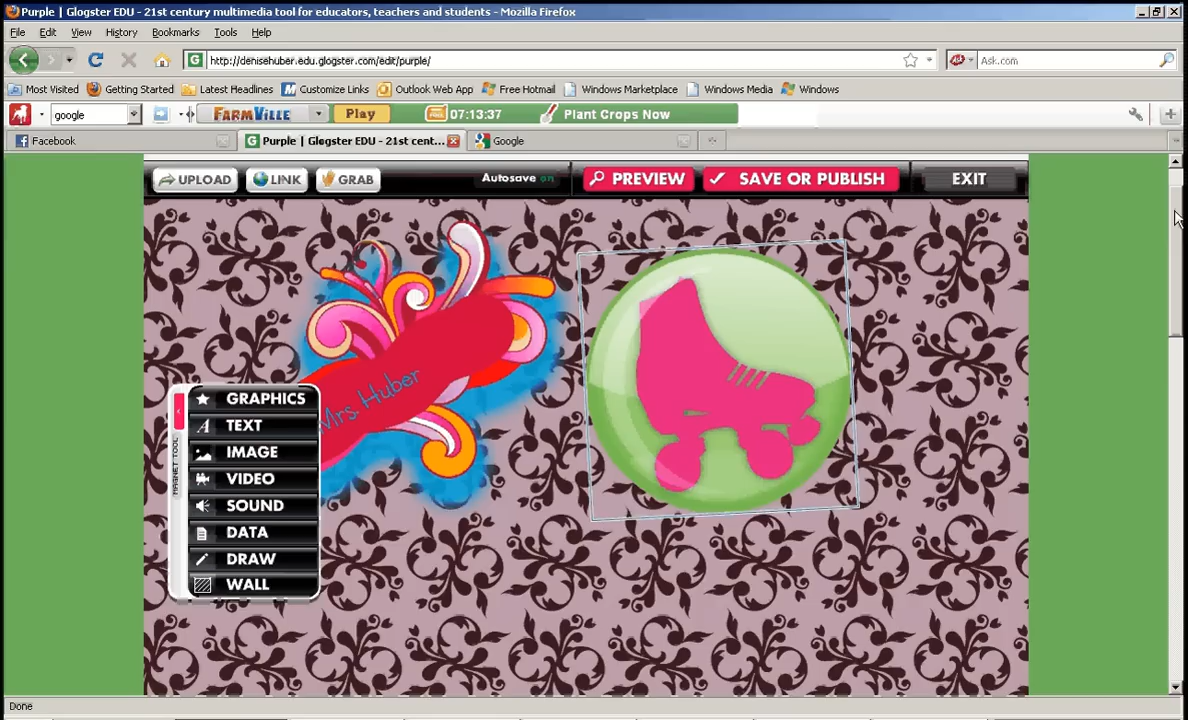 Purple | Glogster EDU - 21st century multimedia tool for educators, teachers and students - Mozilla Firefox
File Edit View History Bookmarks Tools Help
http://denisehuber.edu.glogster.com/edit/purple/
Ask Ask.com
Most Visited Getting Started Latest Headlines Customize Links Outlook Web App Free Hotmail Windows Marketplace Windows Media Windows
google FARMVILLE Play 07:13:37 Plant Crops Now
Facebook Purple | Glogster EDU - 21st cent... Google
UPLOAD LINK GRAB Autosave on PREVIEW SAVE OR PUBLISH EXIT
Mrs. Huber
MAGNET TOOL
GRAPHICS
TEXT
IMAGE
VIDEO
SOUND
DATA
DRAW
WALL
Done